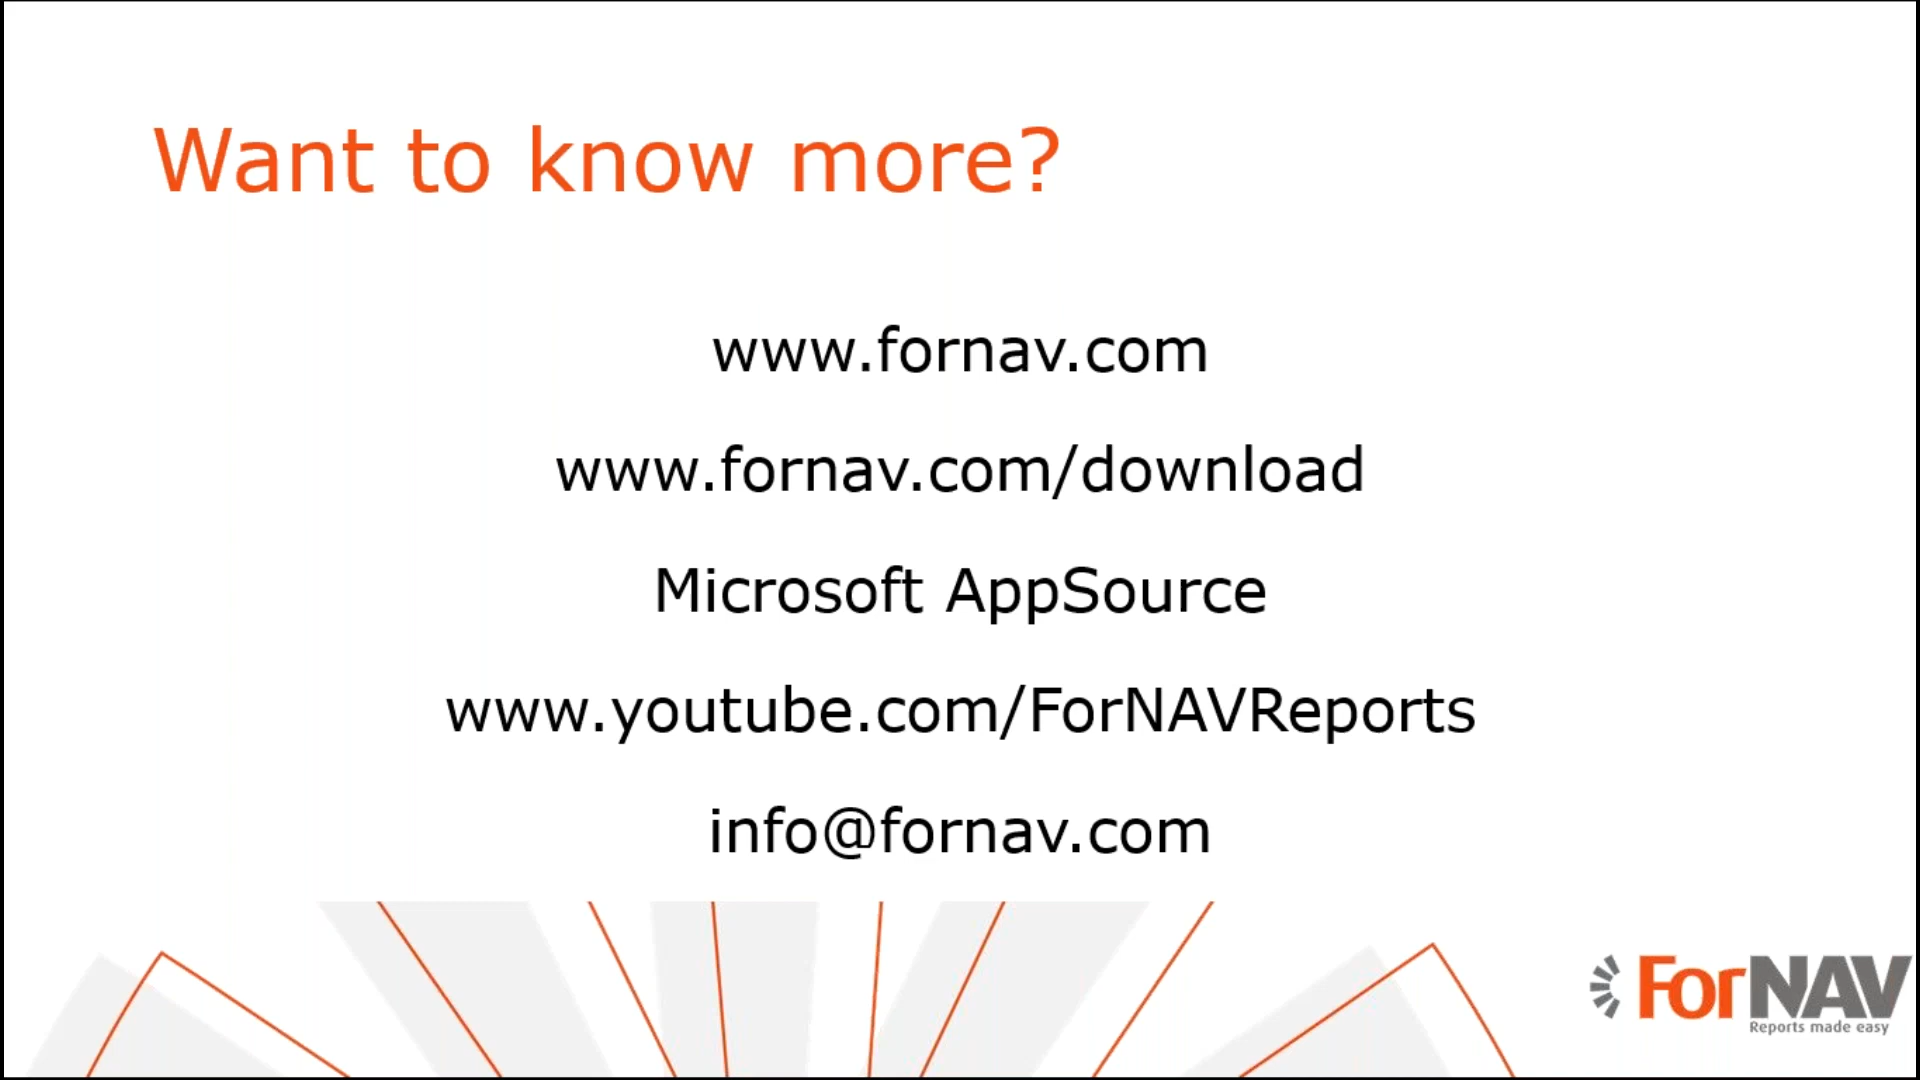 Want to know more?
www.fornav.com
www.fornav.com/download
Microsoft AppSource
www.youtube.com/ForNAVReports
info@fornav.com
ForNAV
Reports made easy